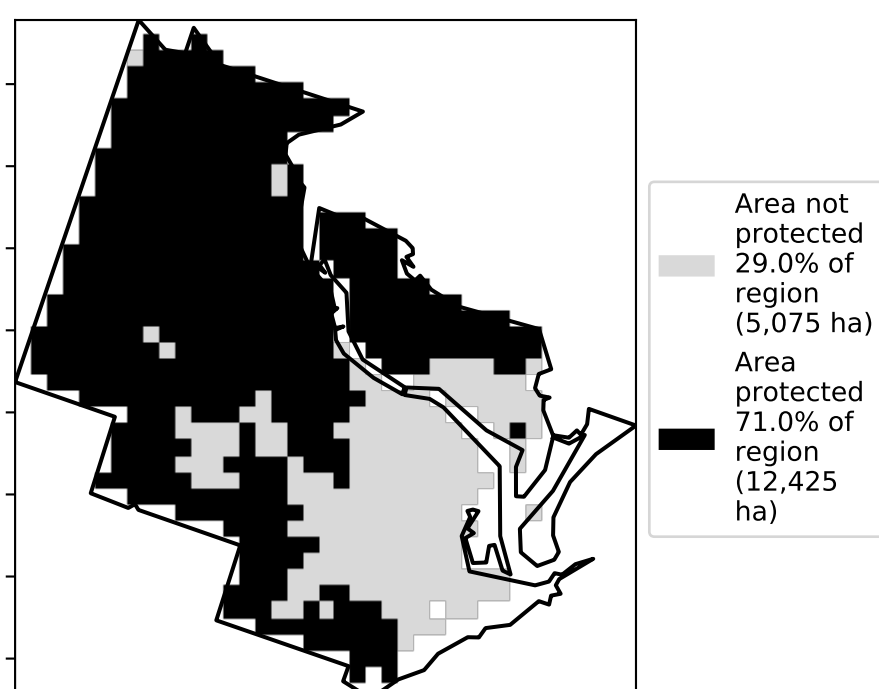 Area not
protected
29.0% of
region
(5,075 ha)
Area
protected
71.0% of
region
(12,425
ha)